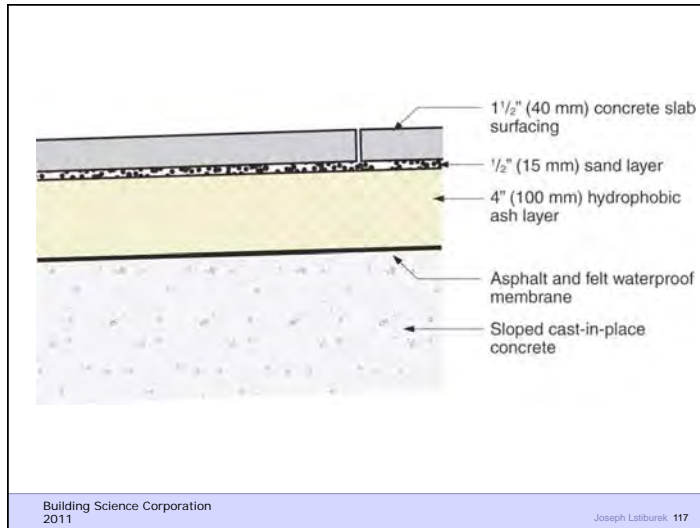 1¹/₂" (40 mm) concrete slab
surfacing
¹/₂" (15 mm) sand layer
4" (100 mm) hydrophobic
ash layer
Asphalt and felt waterproof
membrane
Sloped cast-in-place
concrete
Building Science Corporation
2011
Joseph Lstiburek 117